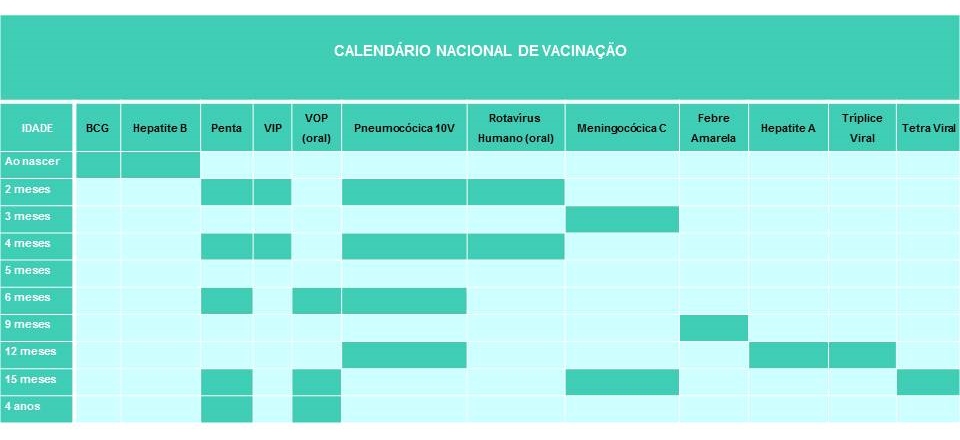 CALENDÁRIO NACIONAL DE VACINAÇÃO
IDADE BCG Hepatite B Penta VIP VOP (oral) Pneumocócica 10V Rotavirus Humano (oral) Meningocócica C Febre Amarela Hepatite A Tríplice Viral Tetra Viral
Ao nascer
2 meses
3 meses
4 meses
5 meses
6 meses
9 meses
12 meses
15 meses
4 anos